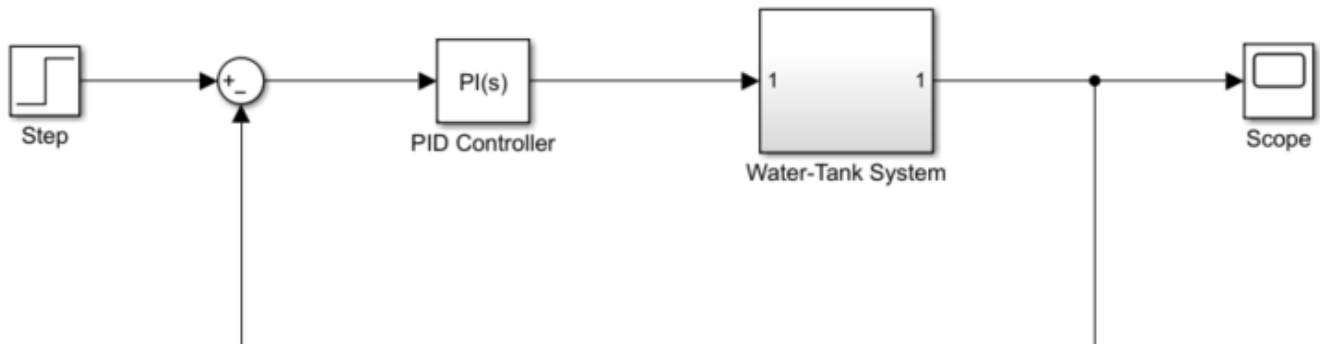 +
−
PI(s)
1
1
Step
PID Controller
Water-Tank System
Scope